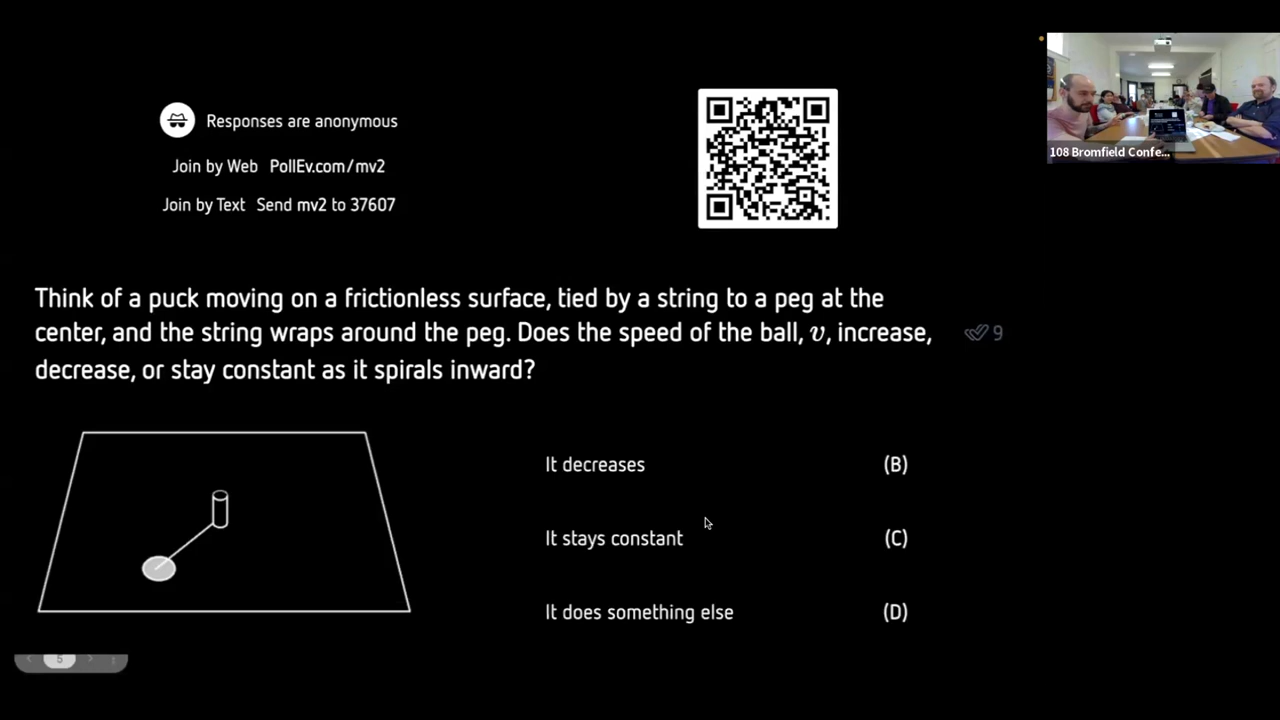 Responses are anonymous
Join by Web PollEv.com/mv2
Join by Text Send mv2 to 37607
108 Bromfield Confe...
Think of a puck moving on a frictionless surface, tied by a string to a peg at the
center, and the string wraps around the peg. Does the speed of the ball, v, increase,
decrease, or stay constant as it spirals inward?
9
It decreases (B)
It stays constant (C)
It does something else (D)
5